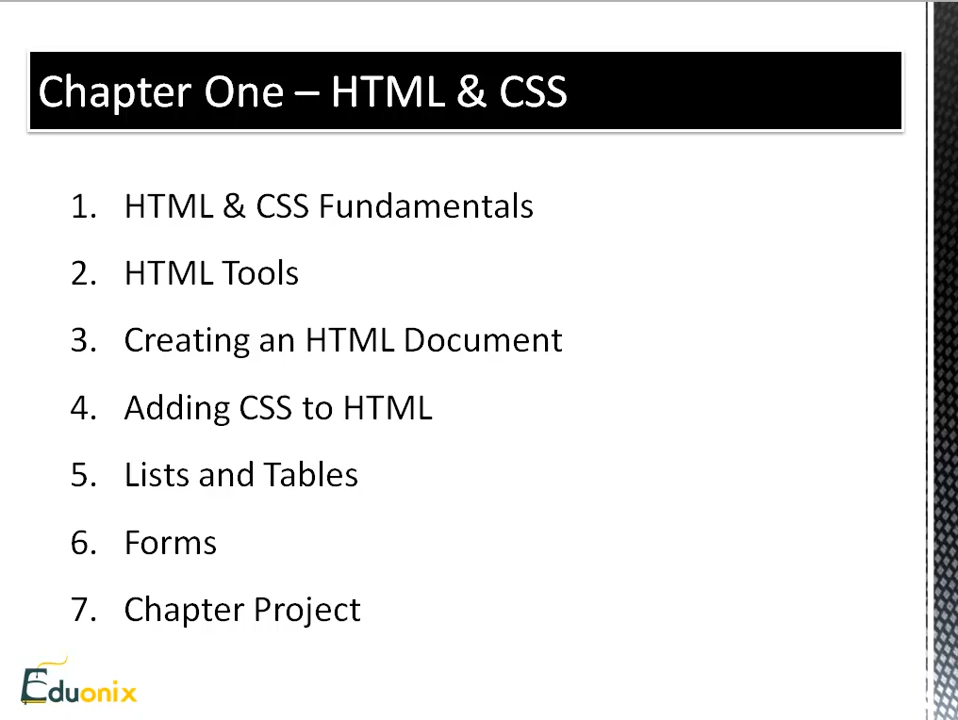 Chapter One – HTML & CSS
1. HTML & CSS Fundamentals
2. HTML Tools
3. Creating an HTML Document
4. Adding CSS to HTML
5. Lists and Tables
6. Forms
7. Chapter Project
Eduonix